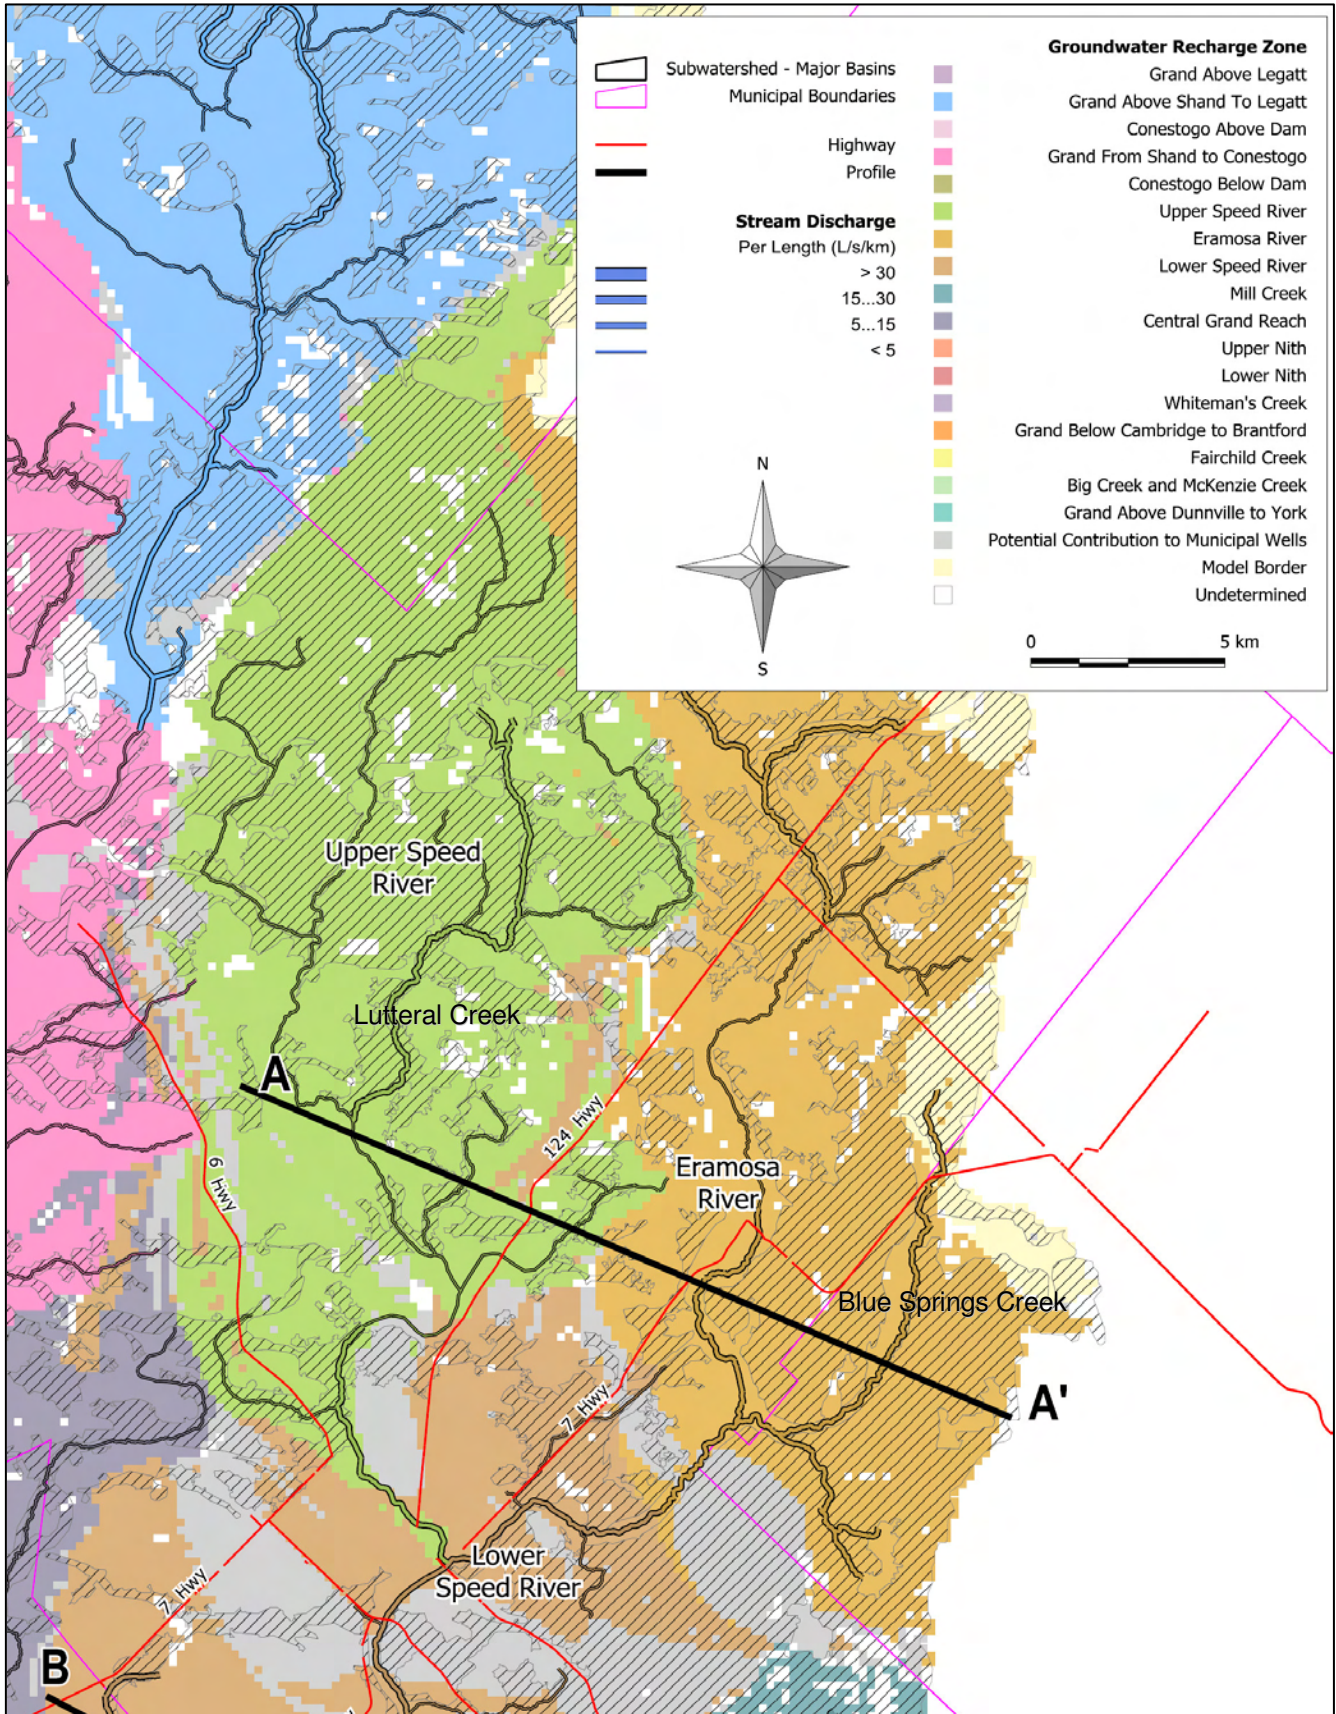 Subwatershed - Major Basins
Municipal Boundaries
Highway
Profile
Stream Discharge
Per Length (L/s/km)
> 30
15...30
5...15
< 5
Groundwater Recharge Zone
Grand Above Legatt
Grand Above Shand To Legatt
Conestogo Above Dam
Grand From Shand to Conestogo
Conestogo Below Dam
Upper Speed River
Eramosa River
Lower Speed River
Mill Creek
Central Grand Reach
Upper Nith
Lower Nith
Whiteman's Creek
Grand Below Cambridge to Brantford
Fairchild Creek
Big Creek and McKenzie Creek
Grand Above Dunnville to York
Potential Contribution to Municipal Wells
Model Border
Undetermined
N
S
0 5 km
Upper Speed
River
Lutteral Creek
A
124 Hwy
6 Hwy
Eramosa
River
Blue Springs Creek
A'
7 Hwy
Lower
Speed River
7 Hwy
B